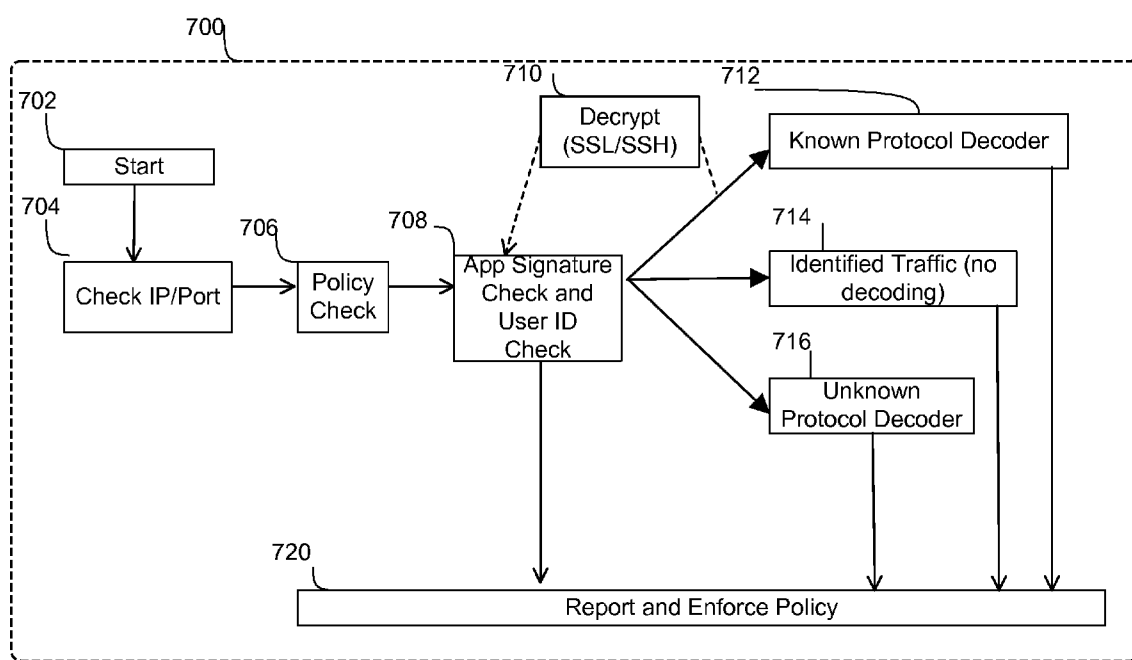 700
702
Start
704
Check IP/Port
706
Policy
Check
708
App Signature
Check and
User ID
Check
710
Decrypt
(SSL/SSH)
712
Known Protocol Decoder
714
Identified Traffic (no
decoding)
716
Unknown
Protocol Decoder
720
Report and Enforce Policy